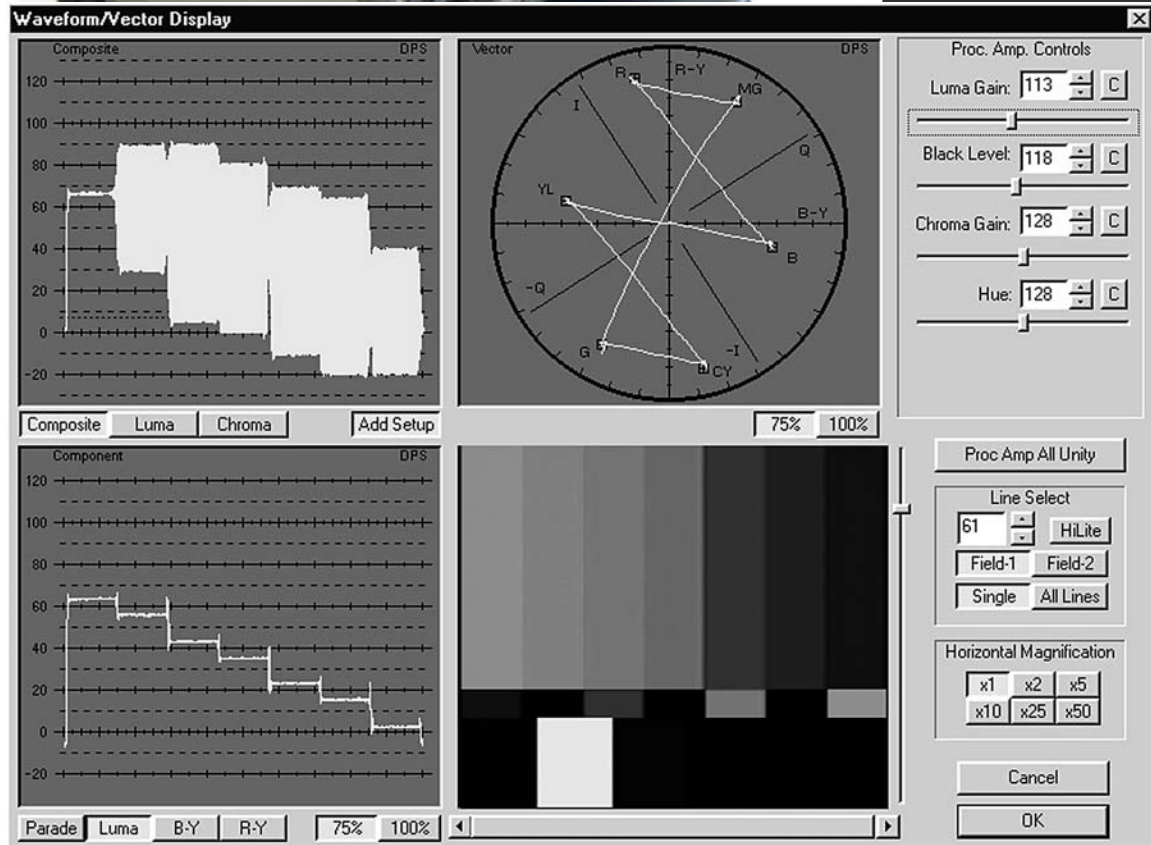 Waveform/Vector Display
Composite DPS
120
100
80
60
40
20
0
-20
Composite Luma Chroma Add Setup
Vector DPS
R R-Y MG
I Q
YL B-Y
B
-Q
G CY -I
75% 100%
Proc. Amp. Controls
Luma Gain: 113 C
Black Level: 118 C
Chroma Gain: 128 C
Hue: 128 C
Component DPS
120
100
80
60
40
20
0
-20
Parade Luma B-Y R-Y 75% 100%
Proc Amp All Unity
Line Select
61 HiLite
Field-1 Field-2
Single All Lines
Horizontal Magnification
x1 x2 x5
x10 x25 x50
Cancel
OK